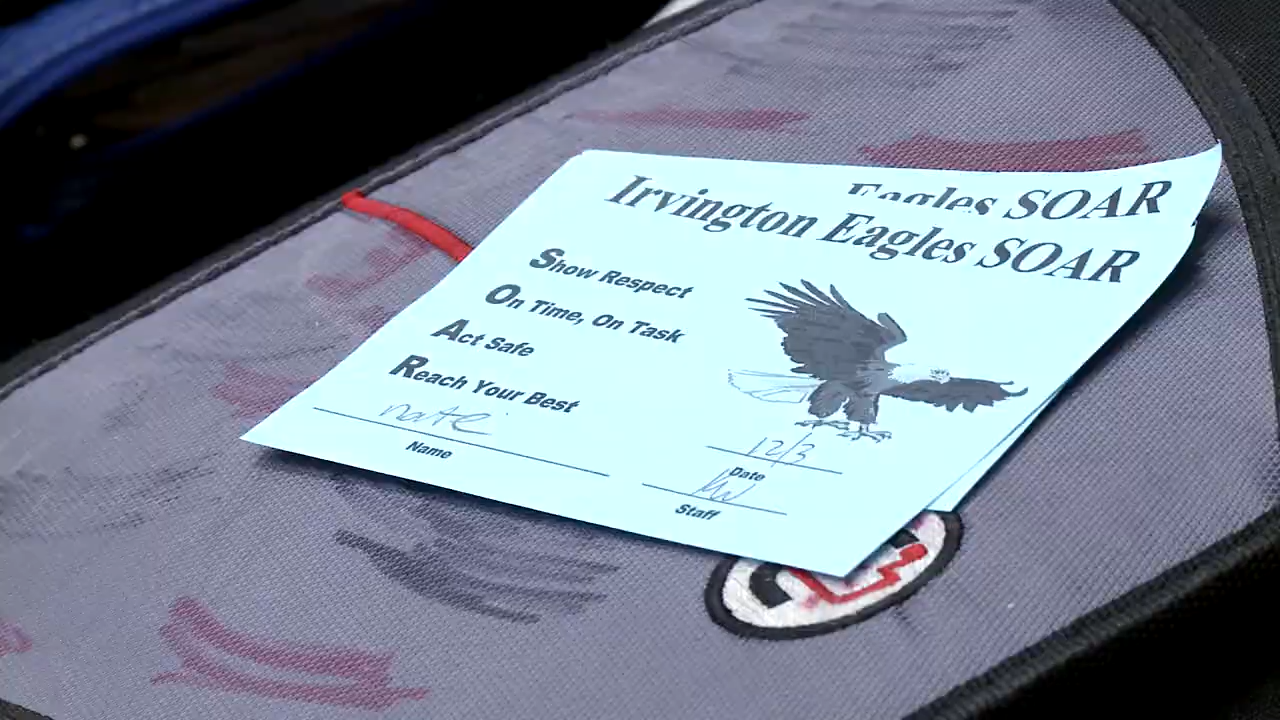 Eagles SOAR
Irvington Eagles SOAR
Show Respect
On Time, On Task
Act Safe
Reach Your Best
nate
Name
12/3
Date
Staff